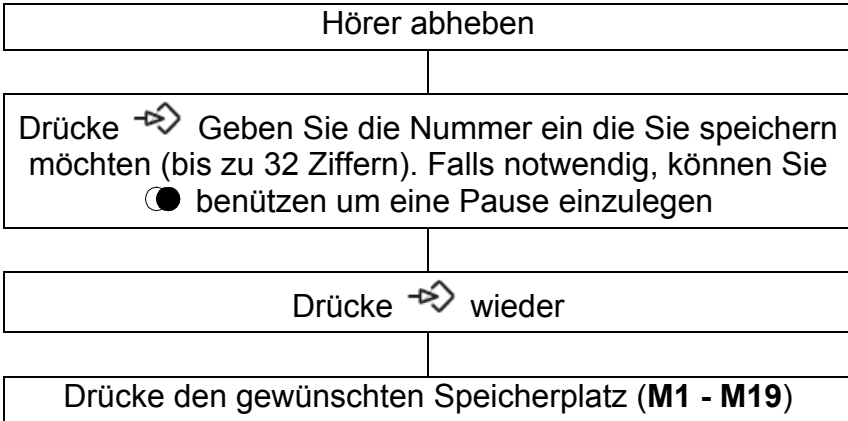 Hörer abheben
Drücke Geben Sie die Nummer ein die Sie speichern
möchten (bis zu 32 Ziffern). Falls notwendig, können Sie
benützen um eine Pause einzulegen
Drücke wieder
Drücke den gewünschten Speicherplatz (M1 - M19)